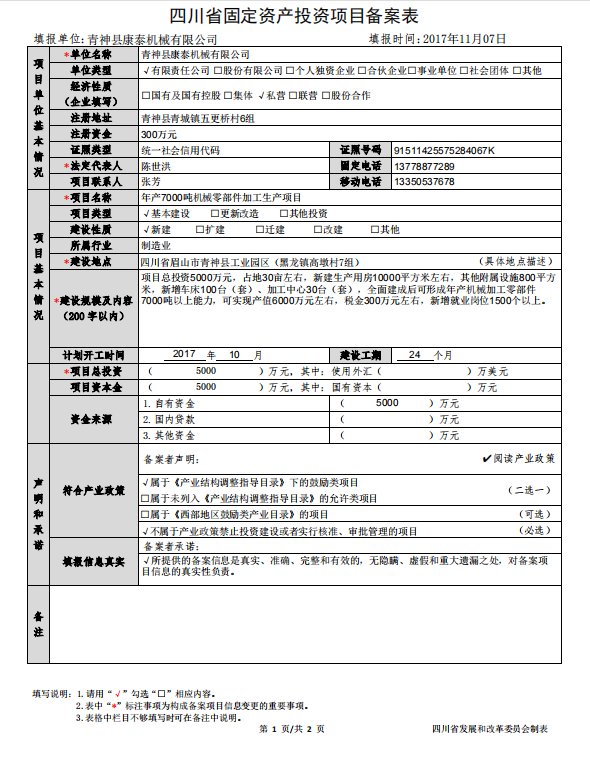 四川省固定资产投资项目备案表
填报单位:青神县康泰机械有限公司 填报时间:2017年11月07日
项目单位基本情况
*单位名称 青神县康泰机械有限公司
单位类型 √有限责任公司 □股份有限公司 □个人独资企业 □合伙企业 □事业单位 □社会团体 □其他
经济性质(企业填写) □国有及国有控股 □集体 √私营 □联营 □股份合作
注册地址 青神县青城镇五更桥村6组
注册资金 300万元
证照类型 统一社会信用代码 证照号码 91511425575284067K
*法定代表人 陈世洪 固定电话 13778877289
项目联系人 张芳 移动电话 13350537678
项目基本情况
*项目名称 年产7000吨机械零部件加工生产项目
项目类型 √基本建设 □更新改造 □其他投资
建设性质 √新建 □扩建 □迁建 □改建 □其他
所属行业 制造业
*建设地点 四川省眉山市青神县工业园区(黑龙镇高墩村7组) (具体地点描述)
*建设规模及内容(200字以内)
项目总投资5000万元,占地30亩左右,新建生产用房10000平方米左右,其他附属设施800平方
米,新增车床100台(套)、加工中心30台(套),全面建成后可形成年产机械加工零部件
7000吨以上能力,可实现产值6000万元左右,税金300万元左右,新增就业岗位1500个以上。
计划开工时间 2017 年 10 月 建设工期 24 个月
*项目总投资 ( 5000 )万元,其中:使用外汇( )万美元
项目资本金 ( 5000 )万元,其中:国有资本( )万元
资金来源
1.自有资金 ( 5000 )万元
2.国内贷款 ( )万元
3.其他资金 ( )万元
声明和承诺
符合产业政策
备案者声明: ✔阅读产业政策
√属于《产业结构调整指导目录》下的鼓励类项目
□属于未列入《产业结构调整指导目录》的允许类项目
(二选一)
□属于《西部地区鼓励类产业目录》的项目 (可选)
√不属于产业政策禁止投资建设或者实行核准、审批管理的项目 (必选)
填报信息真实
备案者承诺:
√所提供的备案信息是真实、准确、完整和有效的,无隐瞒、虚假和重大遗漏之处,对备案项
目信息的真实性负责。
备注
填写说明:1.请用“√”勾选“□”相应内容。
2.表中“*”标注事项为构成备案项目信息变更的重要事项。
3.表格中栏目不够填写时可在备注中说明。
第 1 页/共 2 页 四川省发展和改革委员会制表